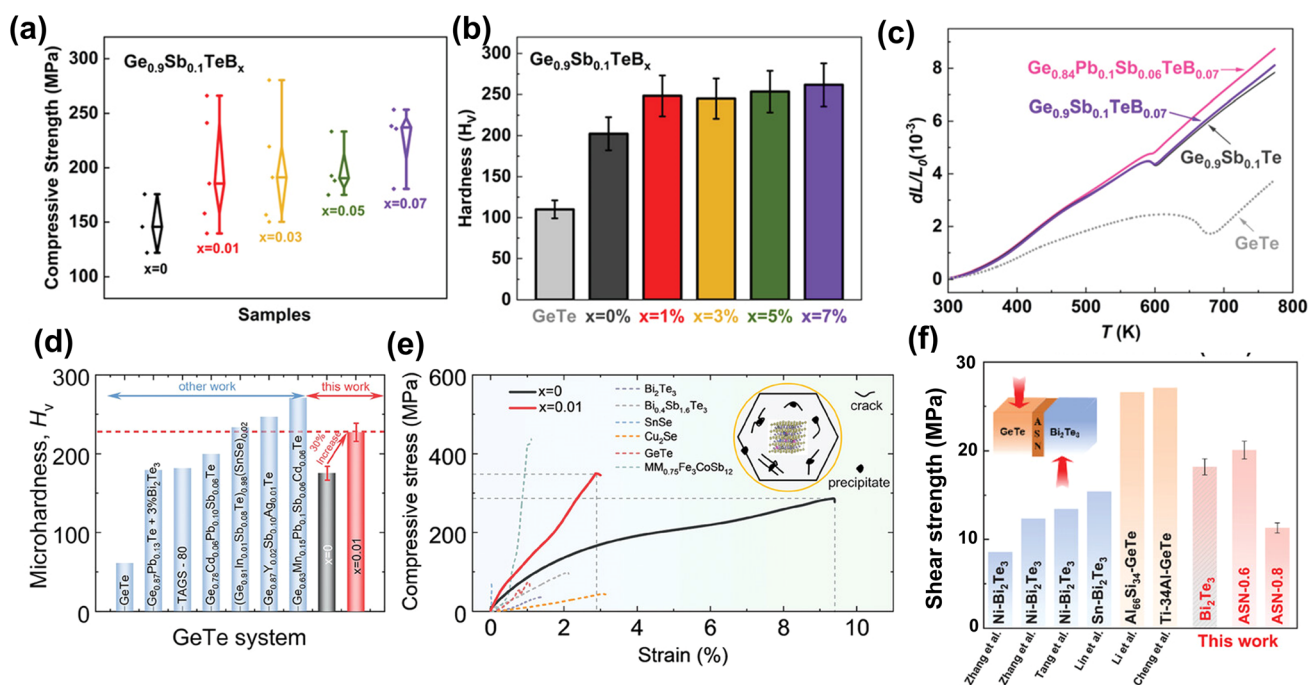 (a)
Compressive Strength (MPa)
300
250
200
150
100
Ge0.9Sb0.1TeBx
x=0
x=0.01
x=0.03
x=0.05
x=0.07
Samples
(b)
Hardness (HV)
300
250
200
150
100
50
0
Ge0.9Sb0.1TeBx
GeTe
x=0%
x=1%
x=3%
x=5%
x=7%
(c)
dL/L0(10-3)
8
6
4
2
0
Ge0.84Pb0.1Sb0.06TeB0.07
Ge0.9Sb0.1TeB0.07
Ge0.9Sb0.1Te
GeTe
300 400 500 600 700 800
T (K)
(d)
Microhardness, Hv
300
200
100
0
other work
this work
30%
Increase
GeTe
Ge0.87Pb0.13Te + 3%Bi2Te3
TAGS - 80
Ge0.78Cd0.06Pb0.10Sb0.06Te
(Ge0.91In0.01Sb0.08Te)0.98(SnSe)0.02
Ge0.87Y0.02Sb0.10Ag0.01Te
Ge0.63Mn0.15Pb0.1Sb0.06Cd0.06Te
x=0
x=0.01
GeTe system
(e)
Compressive stress (MPa)
600
400
200
0
x=0
x=0.01
Bi2Te3
Bi0.4Sb1.6Te3
SnSe
Cu2Se
GeTe
MM0.75Fe3CoSb12
crack
precipitate
0 2 4 6 8 10
Strain (%)
(f)
Shear strength (MPa)
30
20
10
0
GeTe
ASN
Bi2Te3
Ni-Bi2Te3
Ni-Bi2Te3
Ni-Bi2Te3
Sn-Bi2Te3
Al66Si34-GeTe
Ti-34Al-GeTe
Bi2Te3
ASN-0.6
ASN-0.8
Zhang et al.
Zhang et al.
Tang et al.
Lin et al.
Li et al.
Cheng et al.
This work